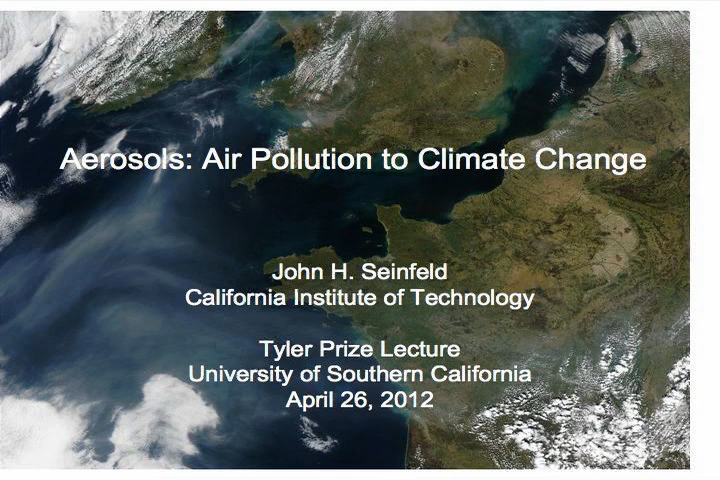 Aerosols: Air Pollution to Climate Change
John H. Seinfeld
California Institute of Technology
Tyler Prize Lecture
University of Southern California
April 26, 2012